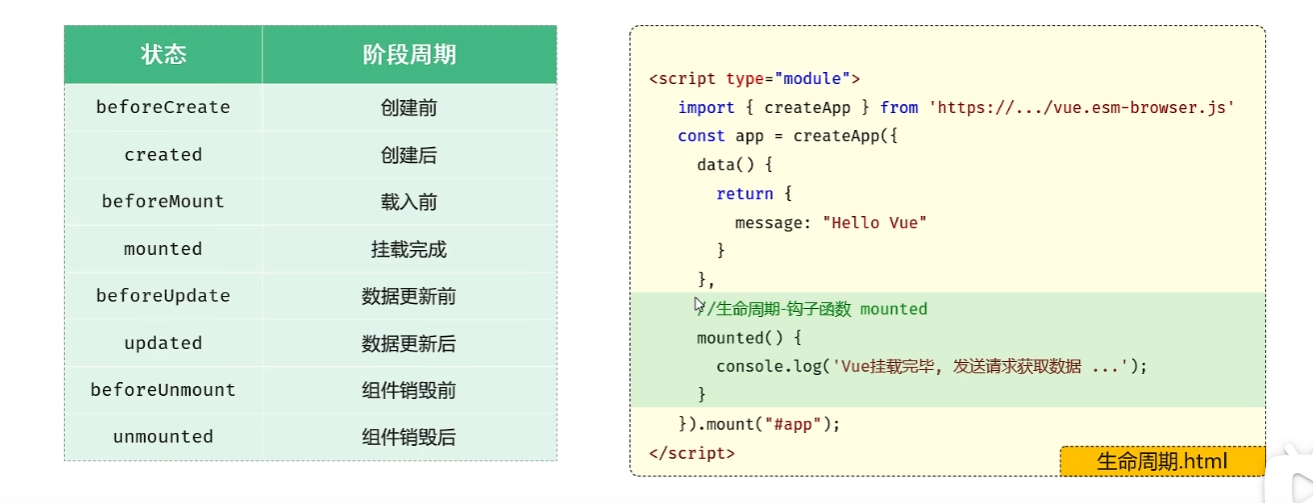 状态 阶段周期
beforeCreate 创建前
created 创建后
beforeMount 载入前
mounted 挂载完成
beforeUpdate 数据更新前
updated 数据更新后
beforeUnmount 组件销毁前
unmounted 组件销毁后
<script type="module">
import { createApp } from 'https://.../vue.esm-browser.js'
const app = createApp({
data() {
return {
message: "Hello Vue"
}
},
//生命周期-钩子函数 mounted
mounted() {
console.log('Vue挂载完毕, 发送请求获取数据 ...');
}
}).mount("#app");
</script>
生命周期.html